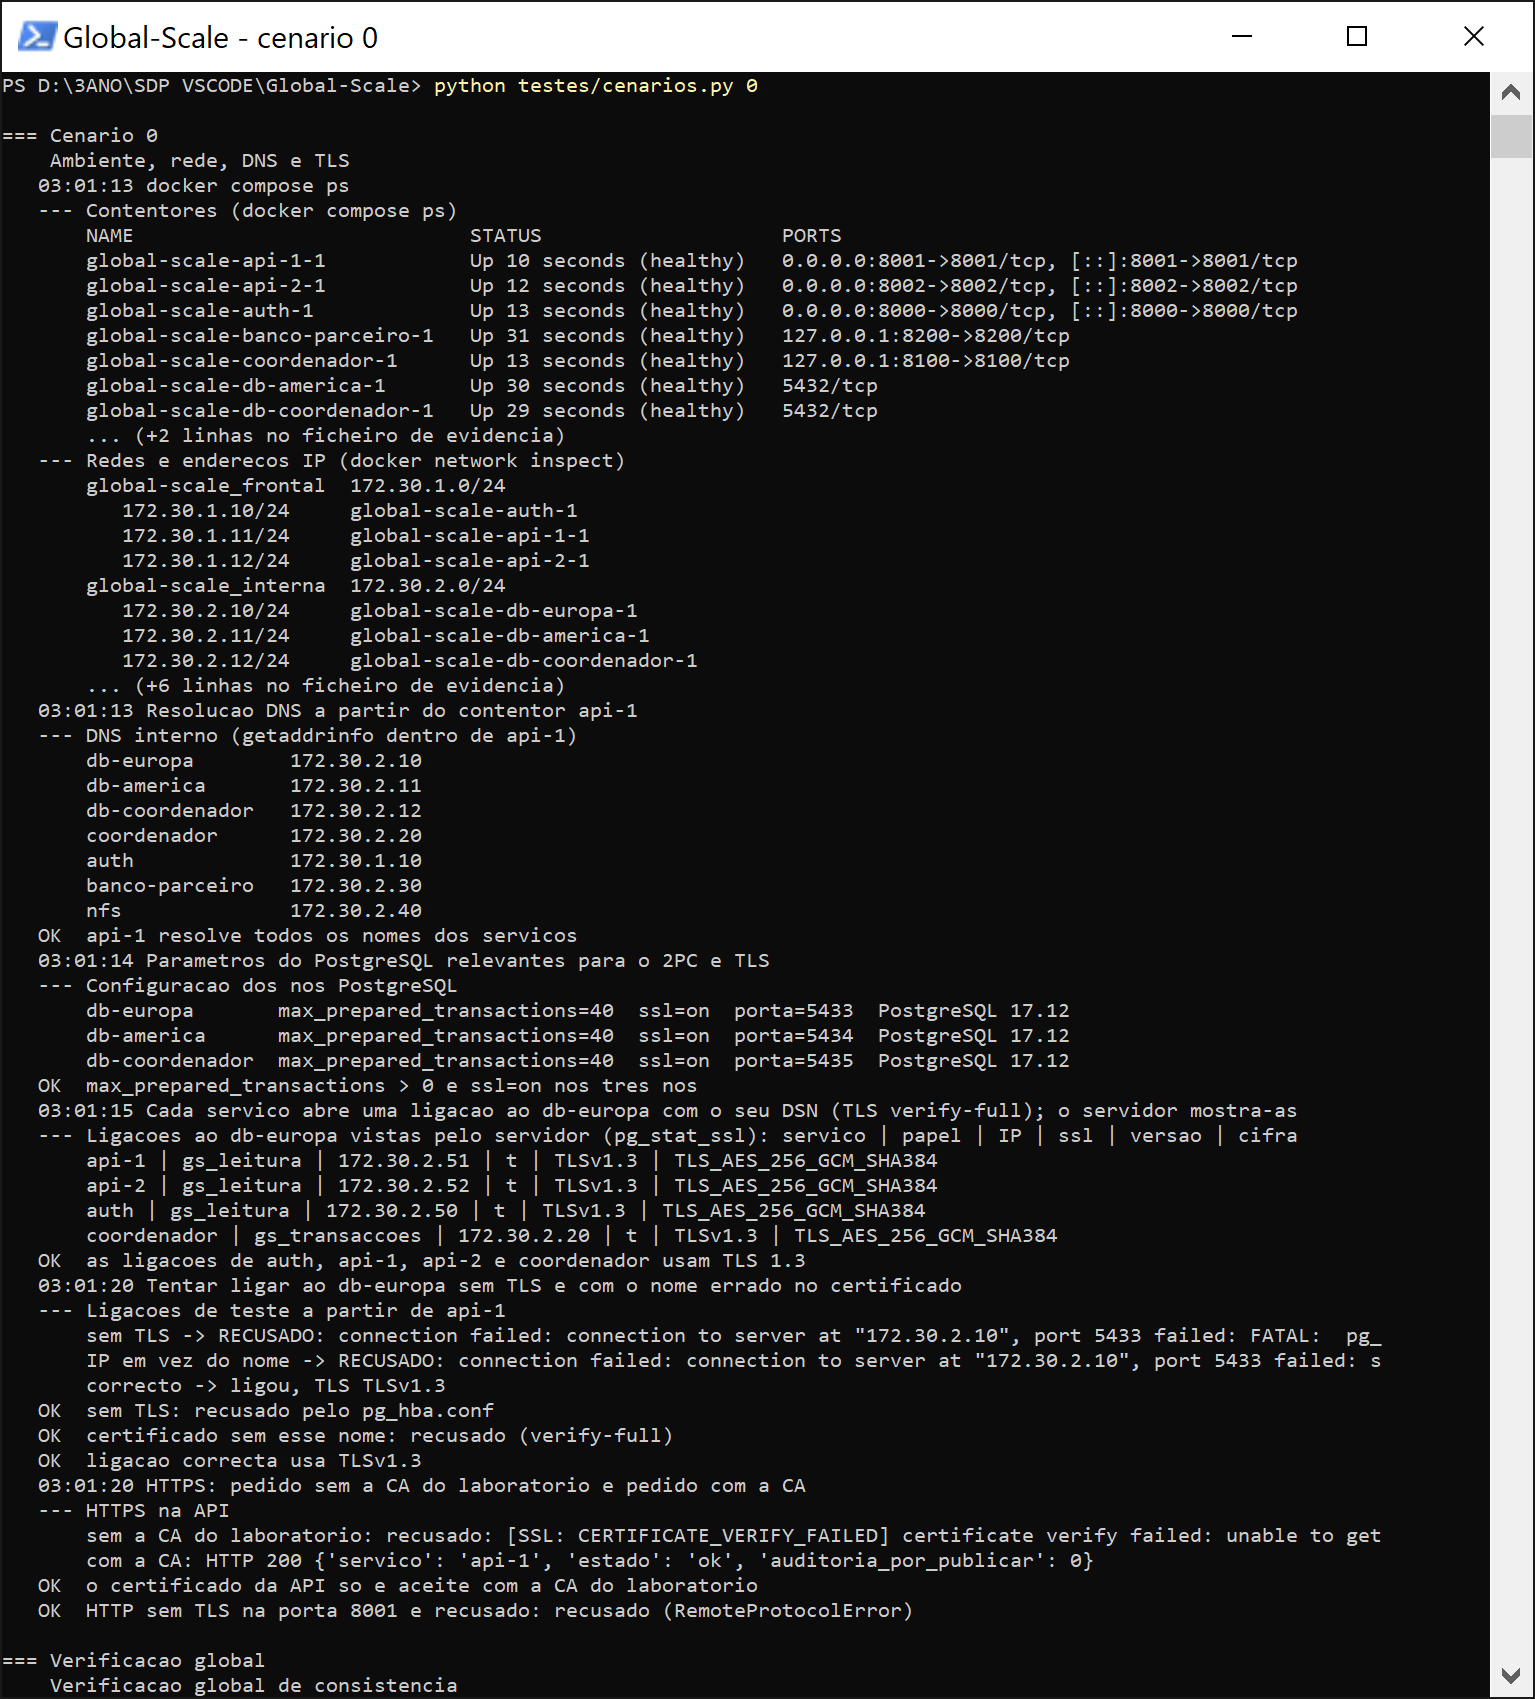 Global-Scale - cenario 0
PS D:\3ANO\SDP VSCODE\Global-Scale> python testes/cenarios.py 0
=== Cenario 0
Ambiente, rede, DNS e TLS
03:01:13 docker compose ps
--- Contentores (docker compose ps)
NAME STATUS PORTS
global-scale-api-1-1 Up 10 seconds (healthy) 0.0.0.0:8001->8001/tcp, [::]:8001->8001/tcp
global-scale-api-2-1 Up 12 seconds (healthy) 0.0.0.0:8002->8002/tcp, [::]:8002->8002/tcp
global-scale-auth-1 Up 13 seconds (healthy) 0.0.0.0:8000->8000/tcp, [::]:8000->8000/tcp
global-scale-banco-parceiro-1 Up 31 seconds (healthy) 127.0.0.1:8200->8200/tcp
global-scale-coordenador-1 Up 13 seconds (healthy) 127.0.0.1:8100->8100/tcp
global-scale-db-america-1 Up 30 seconds (healthy) 5432/tcp
global-scale-db-coordenador-1 Up 29 seconds (healthy) 5432/tcp
... (+2 linhas no ficheiro de evidencia)
--- Redes e enderecos IP (docker network inspect)
global-scale_frontal 172.30.1.0/24
172.30.1.10/24 global-scale-auth-1
172.30.1.11/24 global-scale-api-1-1
172.30.1.12/24 global-scale-api-2-1
global-scale_interna 172.30.2.0/24
172.30.2.10/24 global-scale-db-europa-1
172.30.2.11/24 global-scale-db-america-1
172.30.2.12/24 global-scale-db-coordenador-1
... (+6 linhas no ficheiro de evidencia)
03:01:13 Resolucao DNS a partir do contentor api-1
--- DNS interno (getaddrinfo dentro de api-1)
db-europa 172.30.2.10
db-america 172.30.2.11
db-coordenador 172.30.2.12
coordenador 172.30.2.20
auth 172.30.1.10
banco-parceiro 172.30.2.30
nfs 172.30.2.40
OK api-1 resolve todos os nomes dos servicos
03:01:14 Parametros do PostgreSQL relevantes para o 2PC e TLS
--- Configuracao dos nos PostgreSQL
db-europa max_prepared_transactions=40 ssl=on porta=5433 PostgreSQL 17.12
db-america max_prepared_transactions=40 ssl=on porta=5434 PostgreSQL 17.12
db-coordenador max_prepared_transactions=40 ssl=on porta=5435 PostgreSQL 17.12
OK max_prepared_transactions > 0 e ssl=on nos tres nos
03:01:15 Cada servico abre uma ligacao ao db-europa com o seu DSN (TLS verify-full); o servidor mostra-as
--- Ligacoes ao db-europa vistas pelo servidor (pg_stat_ssl): servico | papel | IP | ssl | versao | cifra
api-1 | gs_leitura | 172.30.2.51 | t | TLSv1.3 | TLS_AES_256_GCM_SHA384
api-2 | gs_leitura | 172.30.2.52 | t | TLSv1.3 | TLS_AES_256_GCM_SHA384
auth | gs_leitura | 172.30.2.50 | t | TLSv1.3 | TLS_AES_256_GCM_SHA384
coordenador | gs_transaccoes | 172.30.2.20 | t | TLSv1.3 | TLS_AES_256_GCM_SHA384
OK as ligacoes de auth, api-1, api-2 e coordenador usam TLS 1.3
03:01:20 Tentar ligar ao db-europa sem TLS e com o nome errado no certificado
--- Ligacoes de teste a partir de api-1
sem TLS -> RECUSADO: connection failed: connection to server at "172.30.2.10", port 5433 failed: FATAL:  pg_
IP em vez do nome -> RECUSADO: connection failed: connection to server at "172.30.2.10", port 5433 failed: s
correcto -> ligou, TLS TLSv1.3
OK sem TLS: recusado pelo pg_hba.conf
OK certificado sem esse nome: recusado (verify-full)
OK ligacao correcta usa TLSv1.3
03:01:20 HTTPS: pedido sem a CA do laboratorio e pedido com a CA
--- HTTPS na API
sem a CA do laboratorio: recusado: [SSL: CERTIFICATE_VERIFY_FAILED] certificate verify failed: unable to get
com a CA: HTTP 200 {'servico': 'api-1', 'estado': 'ok', 'auditoria_por_publicar': 0}
OK o certificado da API so e aceite com a CA do laboratorio
OK HTTP sem TLS na porta 8001 e recusado: recusado (RemoteProtocolError)
=== Verificacao global
Verificacao global de consistencia